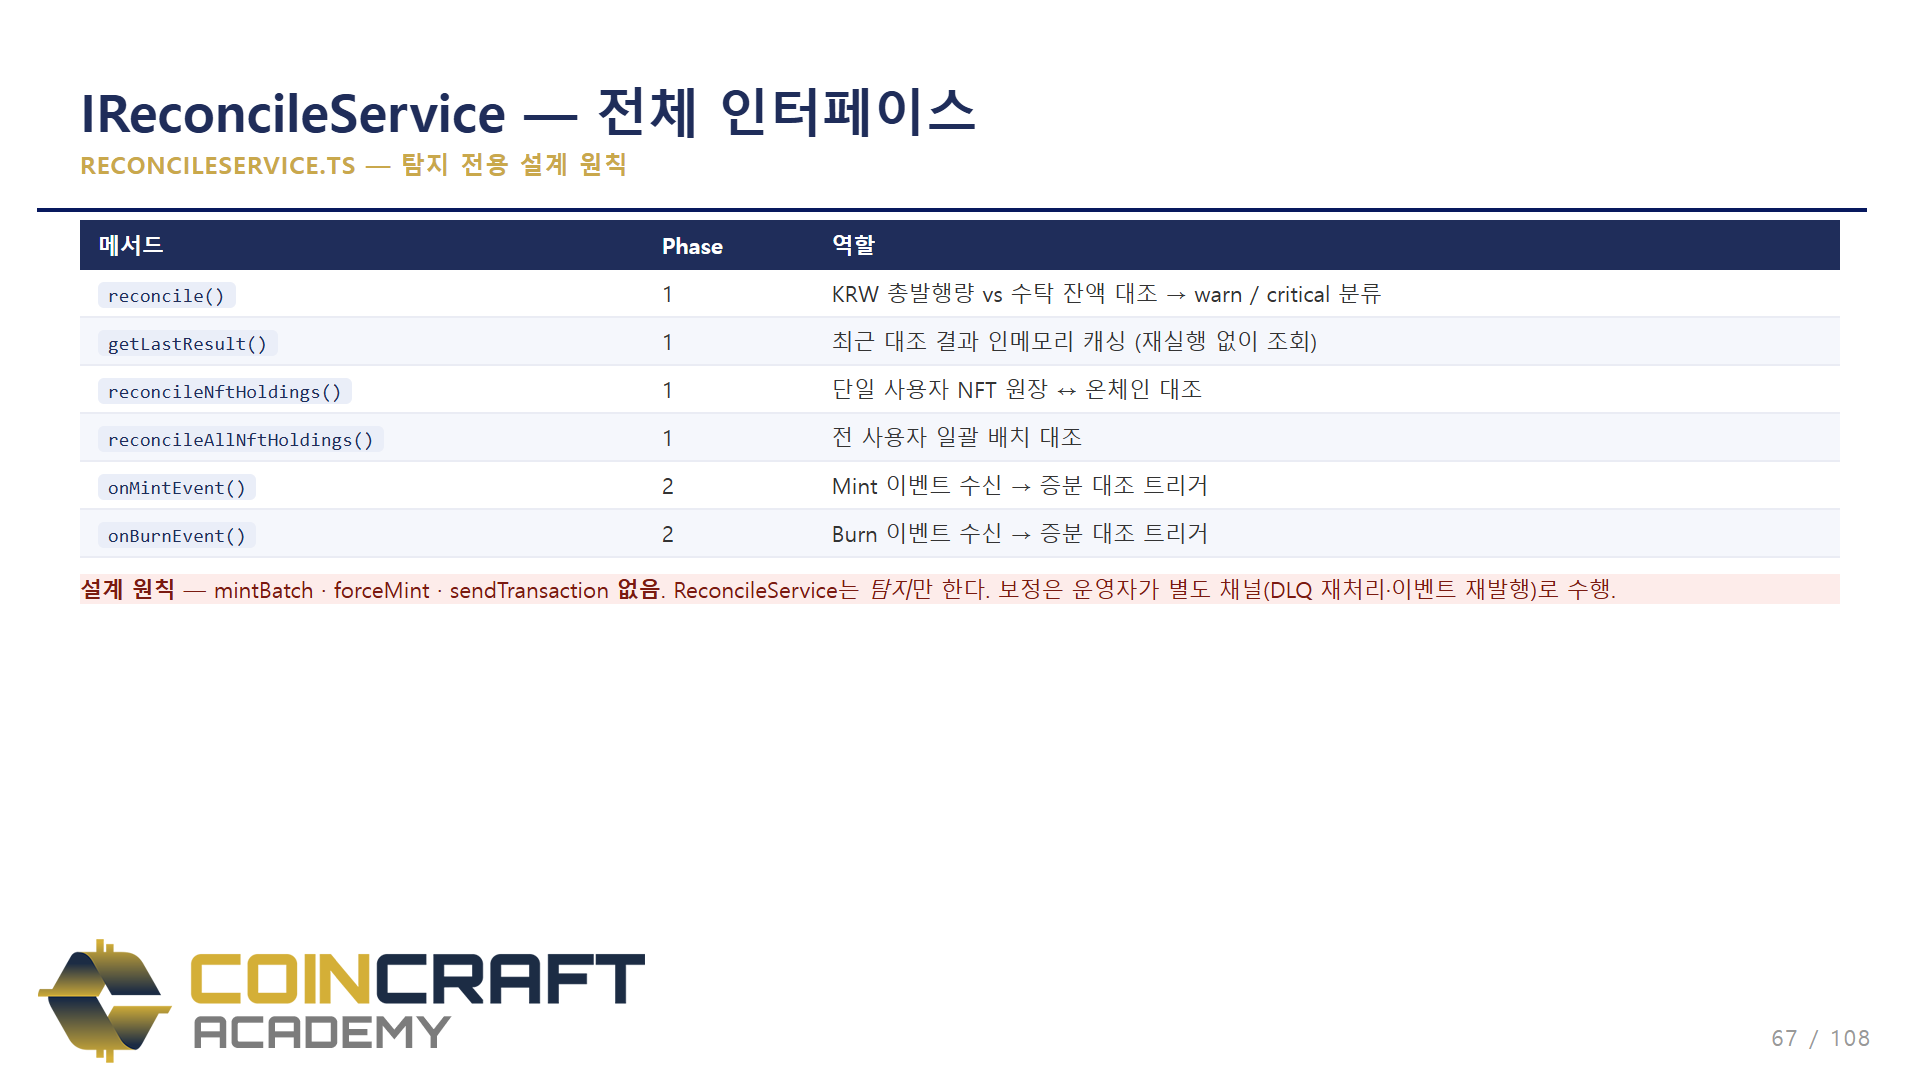 IReconcileService — 전체 인터페이스
RECONCILESERVICE.TS — 탐지 전용 설계 원칙
메서드 Phase 역할
reconcile() 1 KRW 총발행량 vs 수탁 잔액 대조 → warn / critical 분류
getLastResult() 1 최근 대조 결과 인메모리 캐싱 (재실행 없이 조회)
reconcileNftHoldings() 1 단일 사용자 NFT 원장 ↔ 온체인 대조
reconcileAllNftHoldings() 1 전 사용자 일괄 배치 대조
onMintEvent() 2 Mint 이벤트 수신 → 증분 대조 트리거
onBurnEvent() 2 Burn 이벤트 수신 → 증분 대조 트리거
설계 원칙 — mintBatch · forceMint · sendTransaction 없음. ReconcileService는 탐지만 한다. 보정은 운영자가 별도 채널(DLQ 재처리·이벤트 재발행)로 수행.
COINCRAFT
ACADEMY
67 / 108